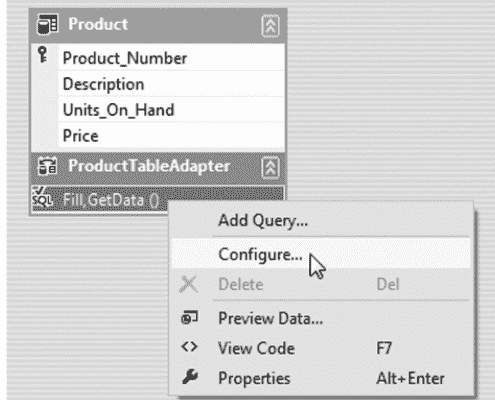 Product
Product_Number
Description
Units_On_Hand
Price
ProductTableAdapter
SQL Fill,GetData ()
Add Query...
Configure...
Delete Del
Preview Data...
View Code F7
Properties Alt+Enter